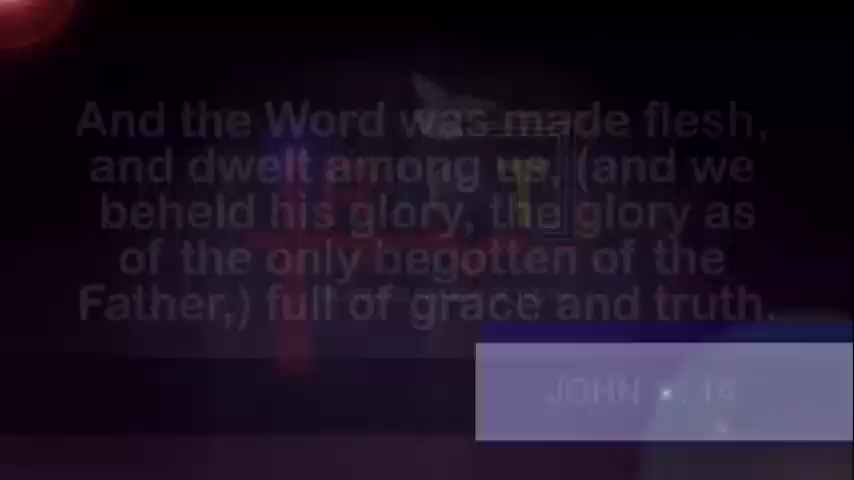 And the Word was made flesh,
and dwelt among us, (and we
beheld his glory, the glory as
of the only begotten of the
Father,) full of grace and truth.
JOHN